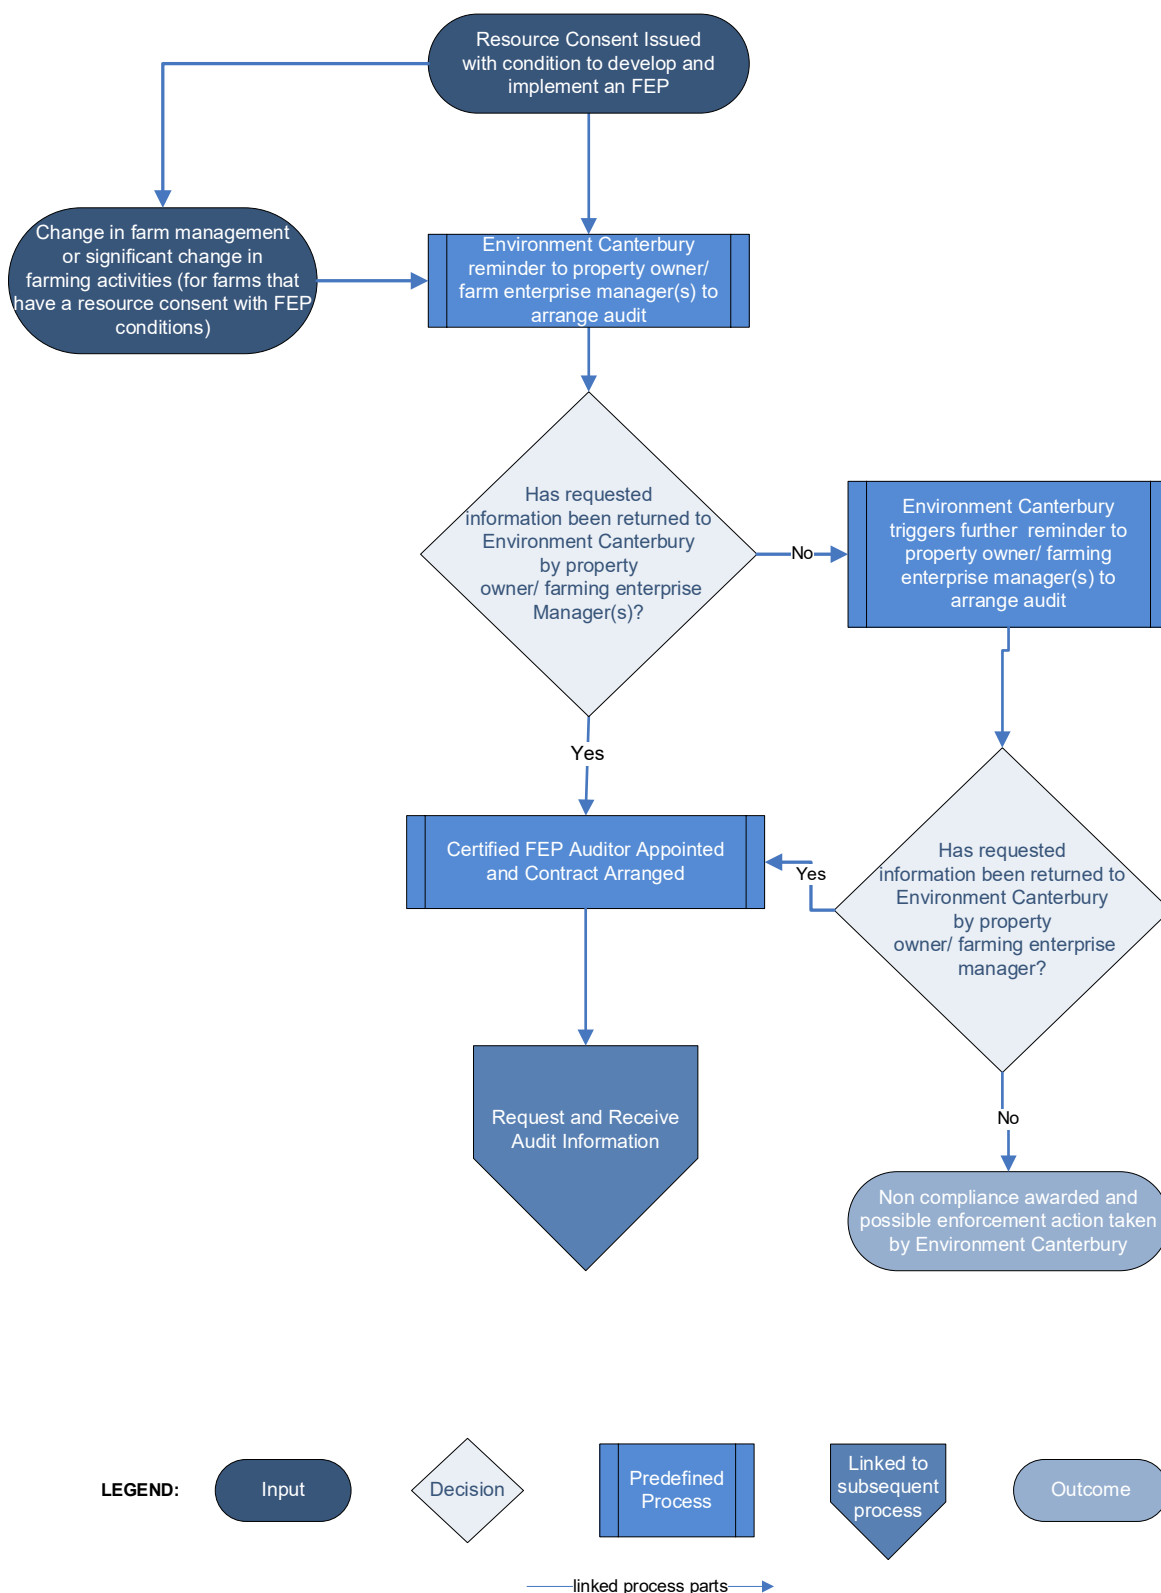 Resource Consent Issued
with condition to develop and
implement an FEP
Change in farm management
or significant change in
farming activities (for farms that
have a resource consent with FEP
conditions)
Environment Canterbury
reminder to property owner/
farm enterprise manager(s) to
arrange audit
Has requested
information been returned to
Environment Canterbury
by property
owner/ farming enterprise
Manager(s)?
No
Environment Canterbury
triggers further reminder to
property owner/ farming
enterprise manager(s) to
arrange audit
Yes
Certified FEP Auditor Appointed
and Contract Arranged
Yes
Has requested
information been returned to
Environment Canterbury
by property
owner/ farming enterprise
manager?
Request and Receive
Audit Information
No
Non compliance awarded and
possible enforcement action taken
by Environment Canterbury
LEGEND:
Input
Decision
Predefined
Process
Linked to
subsequent
process
Outcome
linked process parts